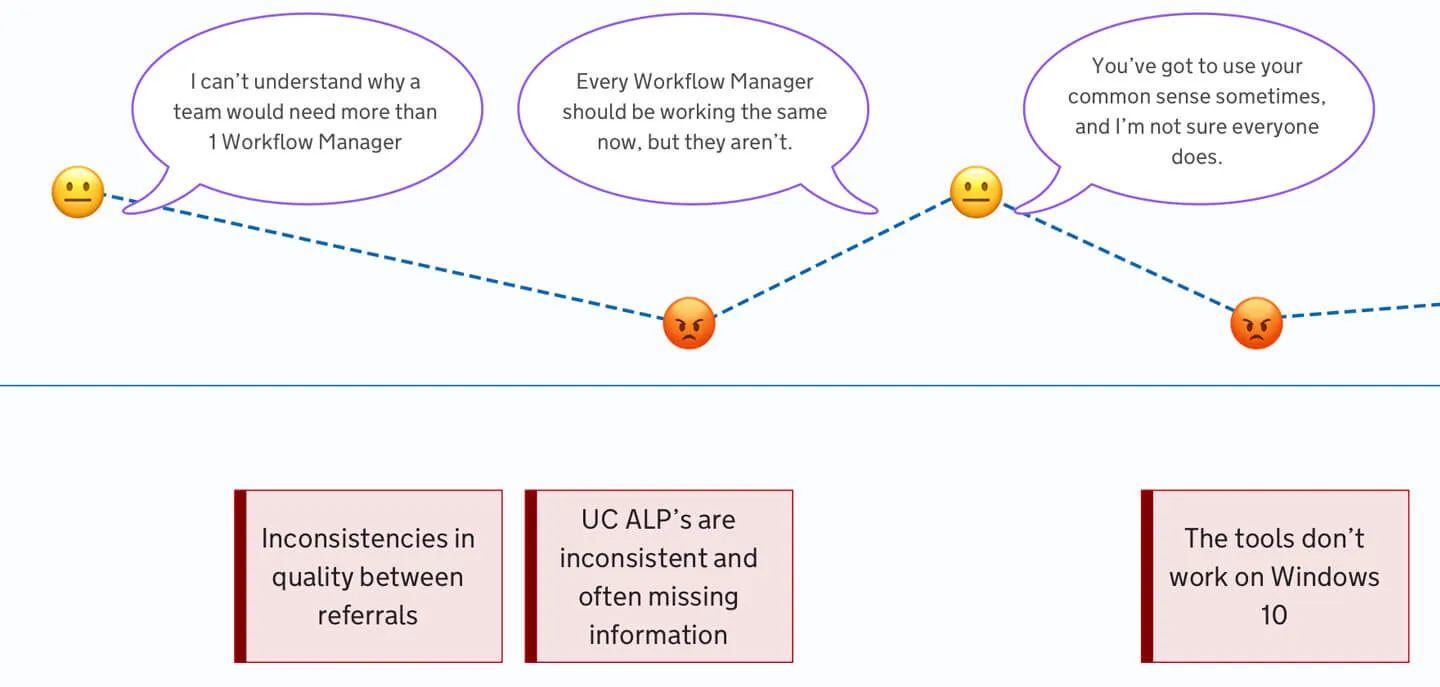 I can’t understand why a
team would need more than
1 Workflow Manager
Every Workflow Manager
should be working the same
now, but they aren’t.
You’ve got to use your
common sense sometimes,
and I’m not sure everyone
does.
Inconsistencies in
quality between
referrals
UC ALP’s are
inconsistent and
often missing
information
The tools don’t
work on Windows
10